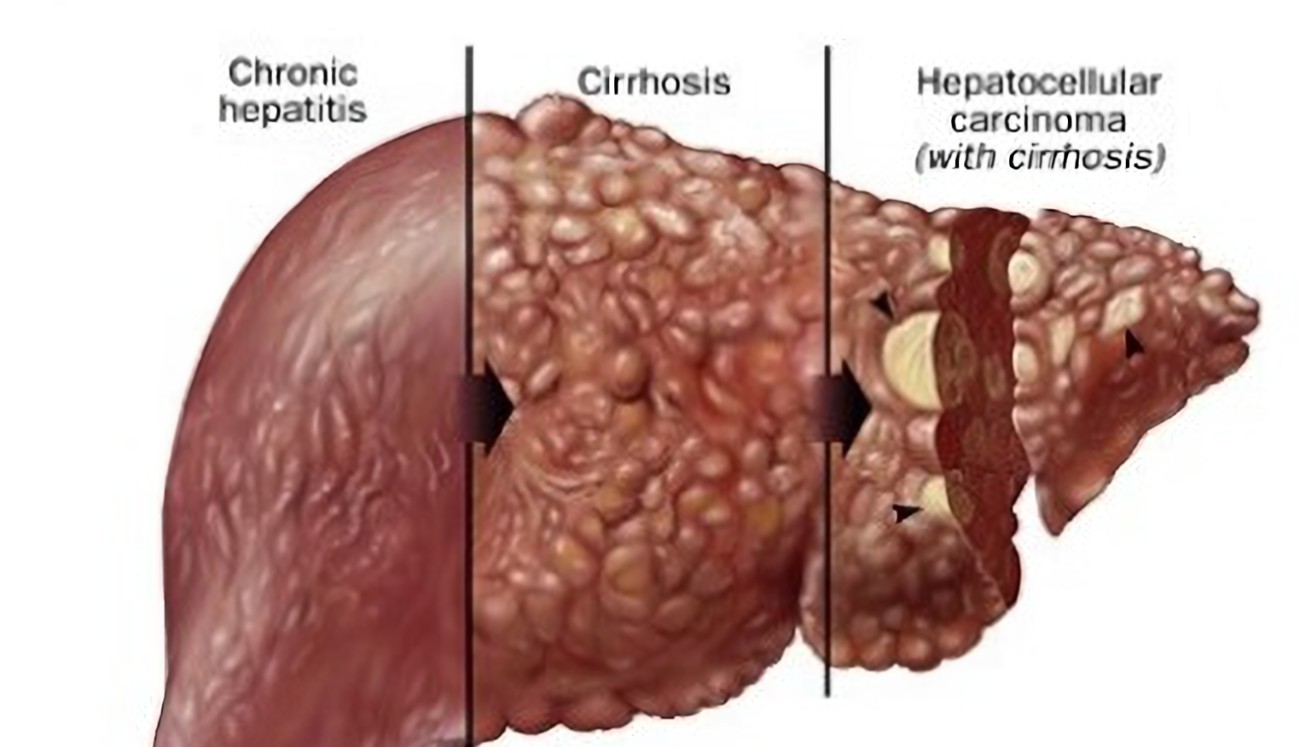 Chronic
hepatitis
Cirrhosis
Hepatocellular
carcinoma
(with cirrhosis)